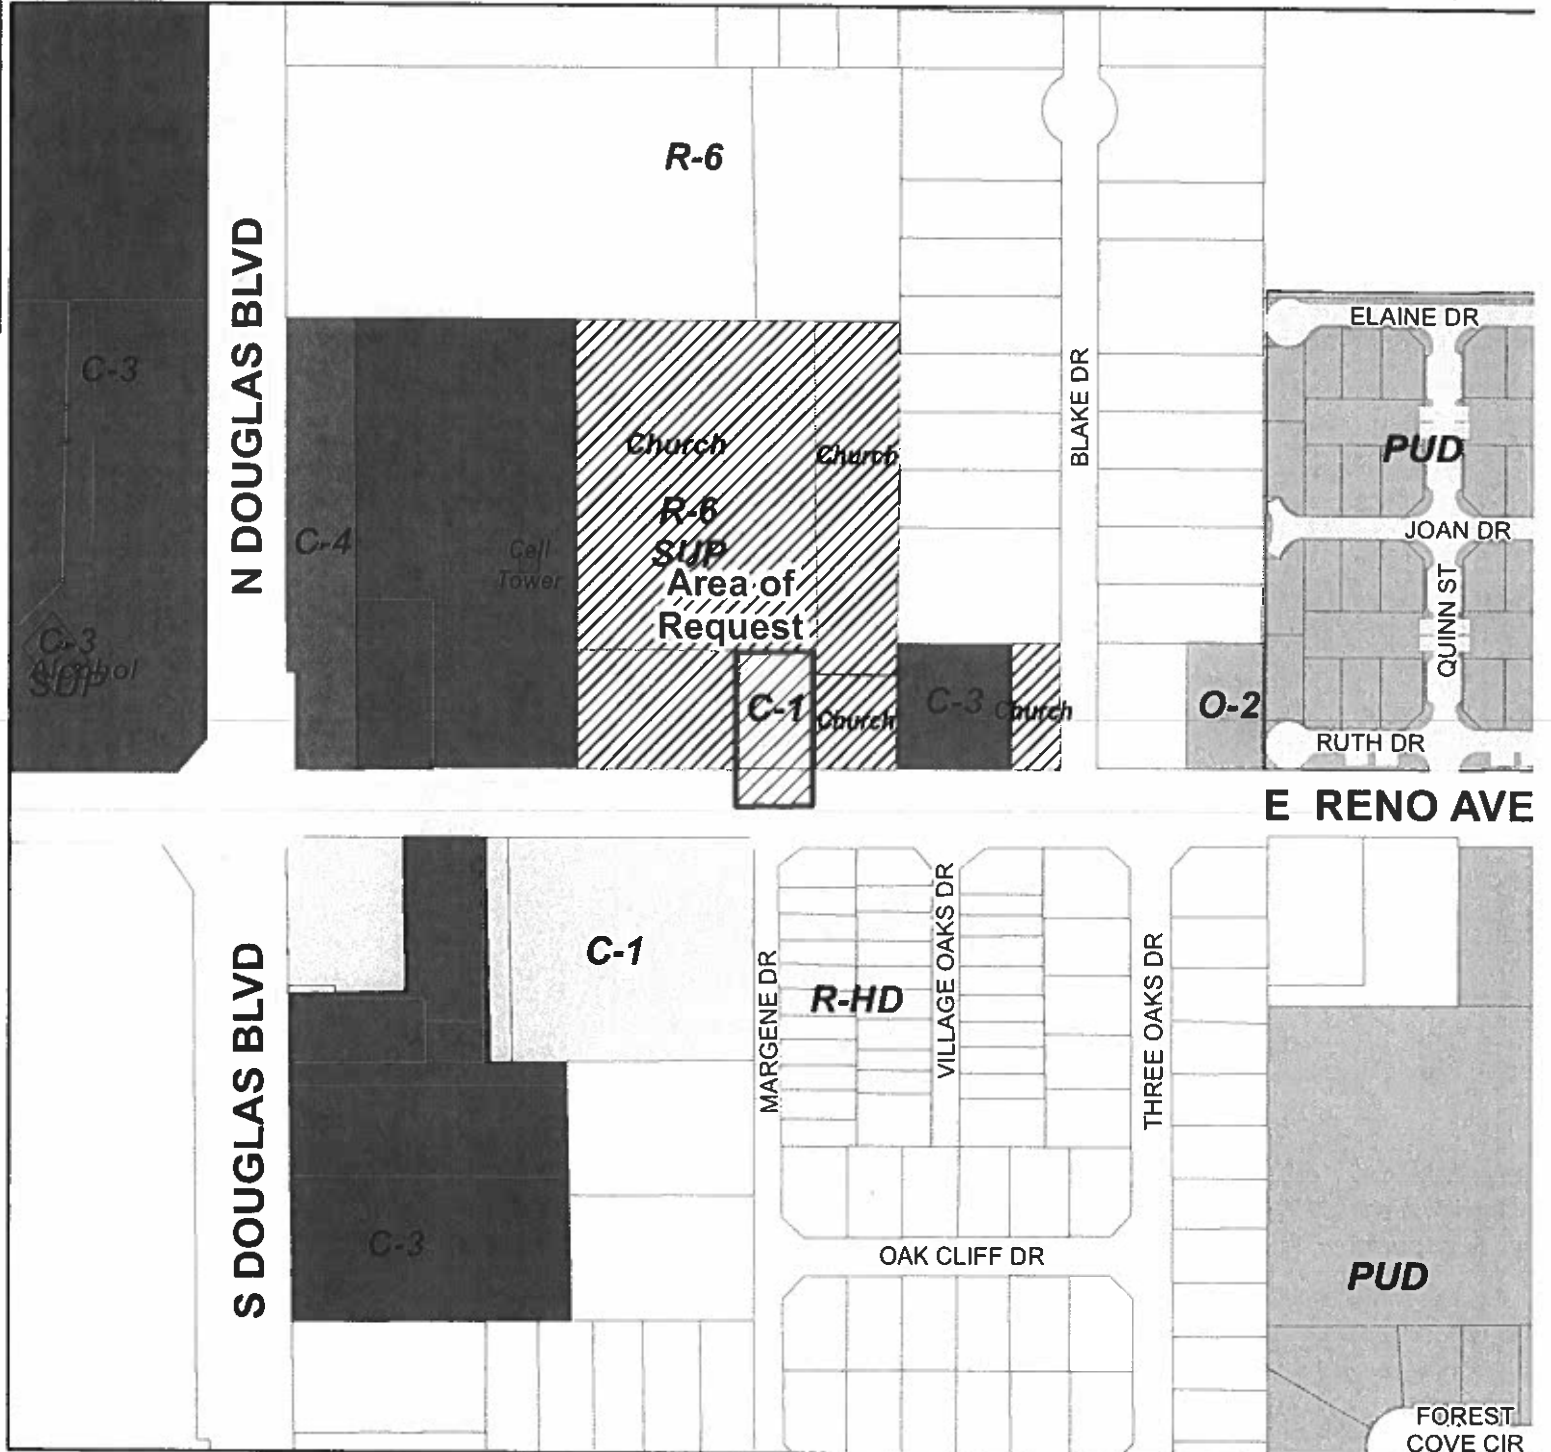 R-6
N DOUGLAS BLVD
ELAINE DR
C-3
BLAKE DR
Church
Church
PUD
R-6
SUP
C-4
Cell
Tower
JOAN DR
Area of
Request
QUINN ST
C-3
Alcohol
SUP
C-1
Church
C-3
Church
O-2
RUTH DR
E RENO AVE
S DOUGLAS BLVD
C-1
MARGENE DR
R-HD
VILLAGE OAKS DR
THREE OAKS DR
C-3
OAK CLIFF DR
PUD
FOREST
COVE CIR